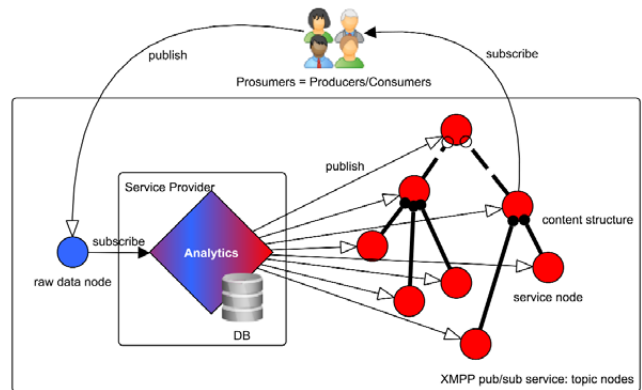 publish
subscribe
Prosumers = Producers/Consumers
publish
Service Provider
subscribe
Analytics
content structure
raw data node
service node
DB
XMPP pub/sub service: topic nodes